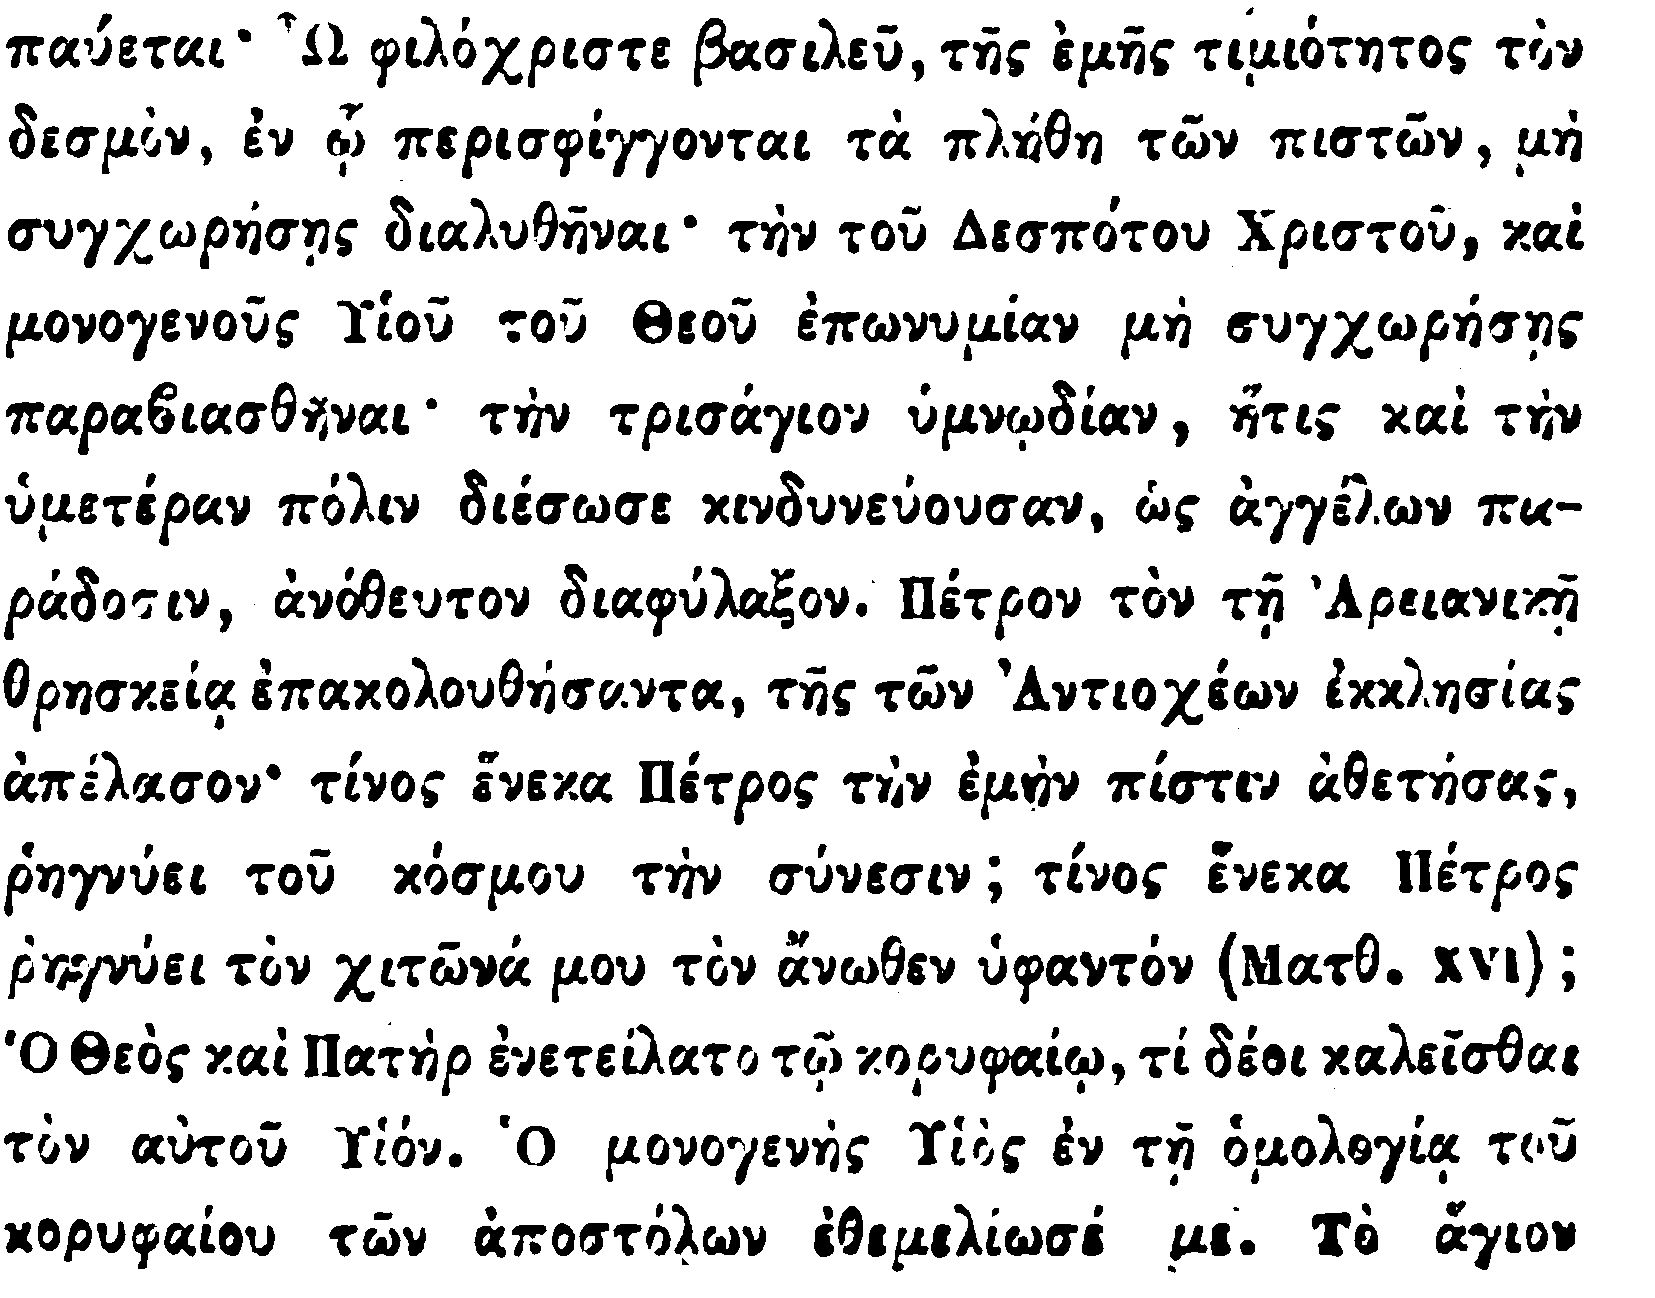 παύεται· Ὦ φιλόχριστε βασιλεῦ, τῆς ἐμῆς τιμιότητος τὸν
δεσμὸν, ἐν ᾧ περισφίγγονται τὰ πλήθη τῶν πιστῶν, μὴ
συγχωρήσῃς διαλυθῆναι· τὴν τοῦ Δεσπότου Χριστοῦ, καὶ
μονογενοῦς Υἱοῦ τοῦ Θεοῦ ἐπωνυμίαν μὴ συγχωρήσῃς
παραϐιασθῆναι· τὴν τρισάγιον ὑμνῳδίαν, ἥτις καὶ τὴν
ὑμετέραν πόλιν διέσωσε κινδυνεύουσαν, ὡς ἀγγέλων πα-
ράδοσιν, ἀνόθευτον διαφύλαξον. Πέτρον τὸν τῇ Ἀρειανικῇ
θρησκείᾳ ἐπακολουθήσαντα, τῆς τῶν Ἀντιοχέων ἐκκλησίας
ἀπέλασον· τίνος ἕνεκα Πέτρος τὴν ἐμὴν πίστιν ἀθετήσας,
ῥηγνύει τοῦ κόσμου τὴν σύνεσιν; τίνος ἕνεκα Πέτρος
ῥηγνύει τὸν χιτῶνά μου τὸν ἄνωθεν ὑφαντόν (Ματθ. XVI);
Ὁ Θεὸς καὶ Πατὴρ ἐνετείλατο τῷ κορυφαίῳ, τί δέοι καλεῖσθαι
τὸν αὐτοῦ Υἱόν. Ὁ μονογενὴς Υἱὸς ἐν τῇ ὁμολογίᾳ τοῦ
κορυφαίου τῶν ἀποστόλων ἐθεμελίωσέ με. Τὸ ἅγιον